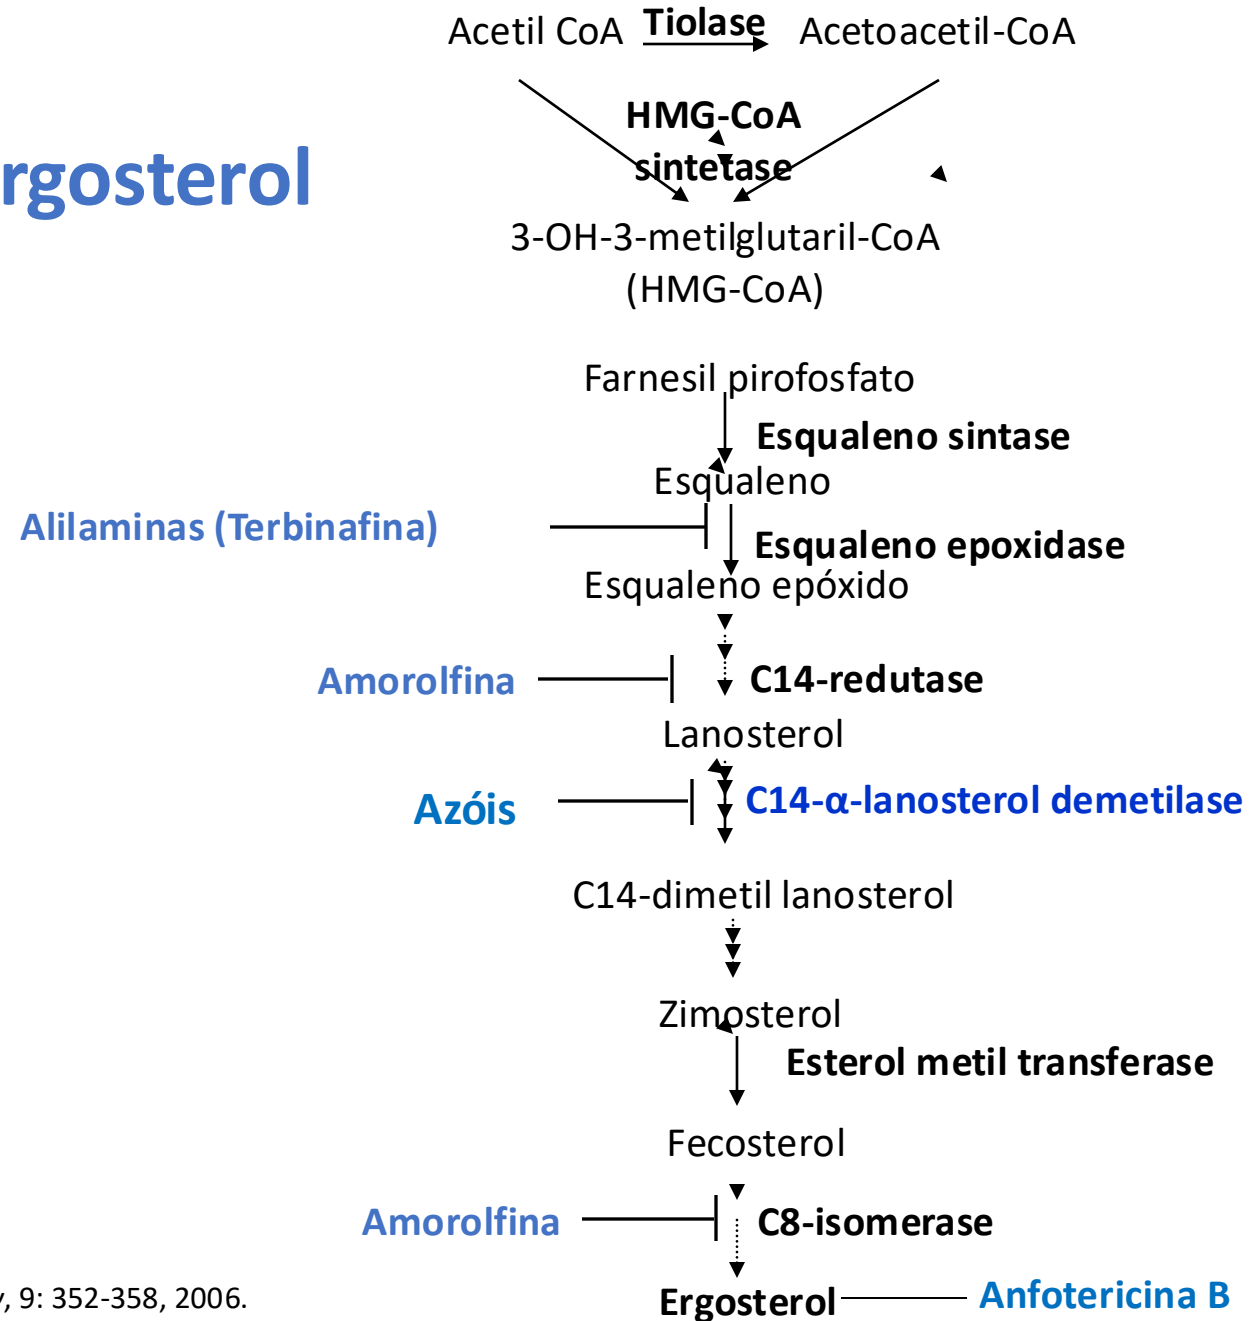 Acetil CoA Tiolase Acetoacetil-CoA
HMG-CoA
sintetase
rgosterol
3-OH-3-metilglutaril-CoA
(HMG-CoA)
Farnesil pirofosfato
Esqualeno sintase
Esqualeno
Alilaminas (Terbinafina)
Esqualeno epoxidase
Esqualeno epóxido
Amorolfina
C14-redutase
Lanosterol
Azóis
C14-α-lanosterol demetilase
C14-dimetil lanosterol
Zimosterol
Esterol metil transferase
Fecosterol
Amorolfina
C8-isomerase
, 9: 352-358, 2006.
Ergosterol
Anfotericina B